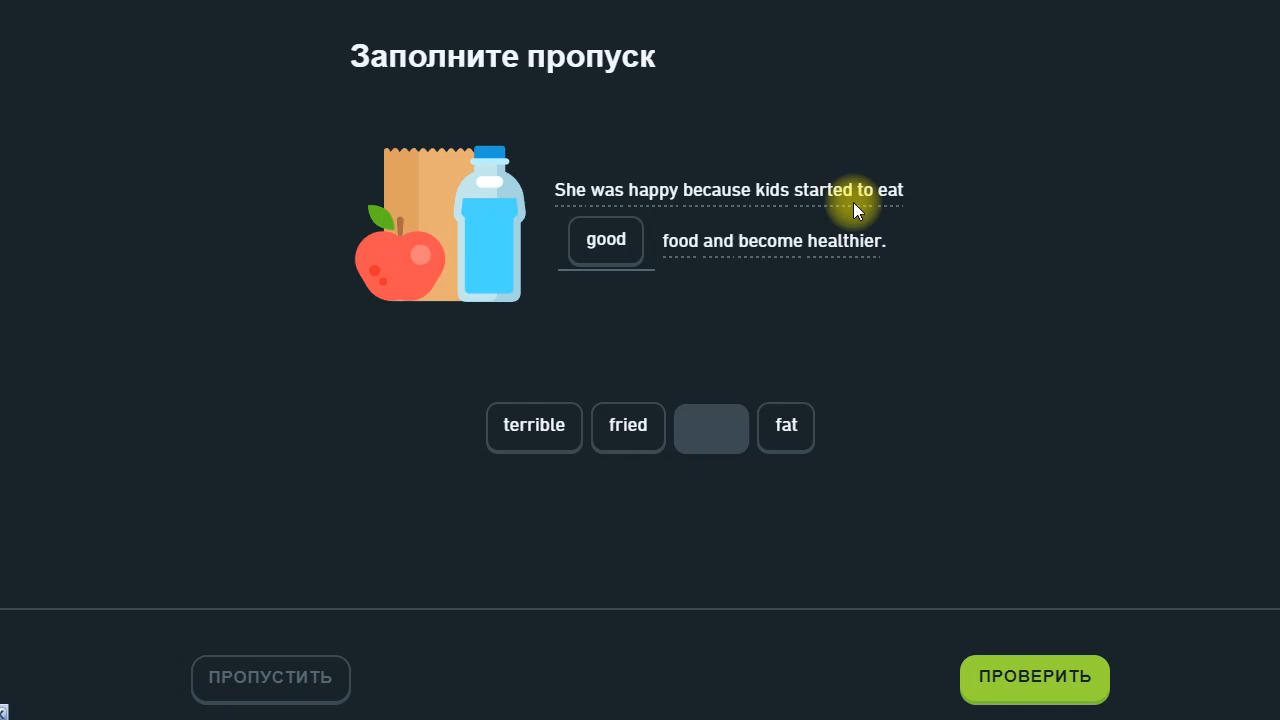 Заполните пропуск
She was happy because kids started to eat
good food and become healthier.
terrible fried fat
ПРОПУСТИТЬ ПРОВЕРИТЬ